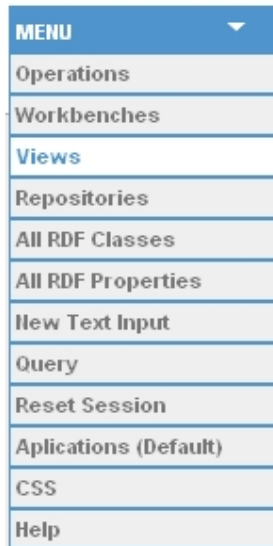 MENU
Operations
Workbenches
Views
Repositories
All RDF Classes
All RDF Properties
New Text Input
Query
Reset Session
Aplications (Default)
CSS
Help